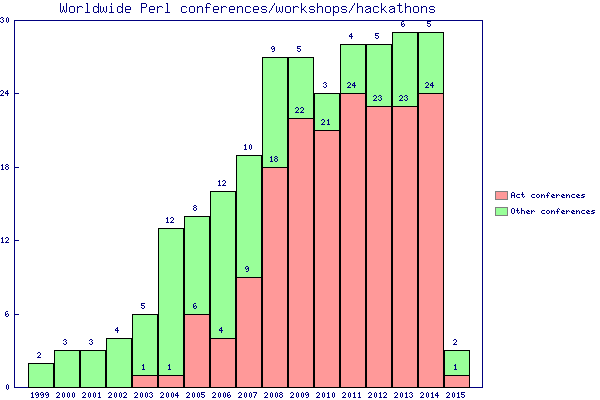 Worldwide Perl conferences/workshops/hackathons
30
24
18
12
6
0
2 3 3 4 5 12 8 12 10 9 5 3 4 5 6 5 2
1 1 6 4 9 18 22 21 24 23 23 24 1
1999 2000 2001 2002 2003 2004 2005 2006 2007 2008 2009 2010 2011 2012 2013 2014 2015
Act conferences
Other conferences